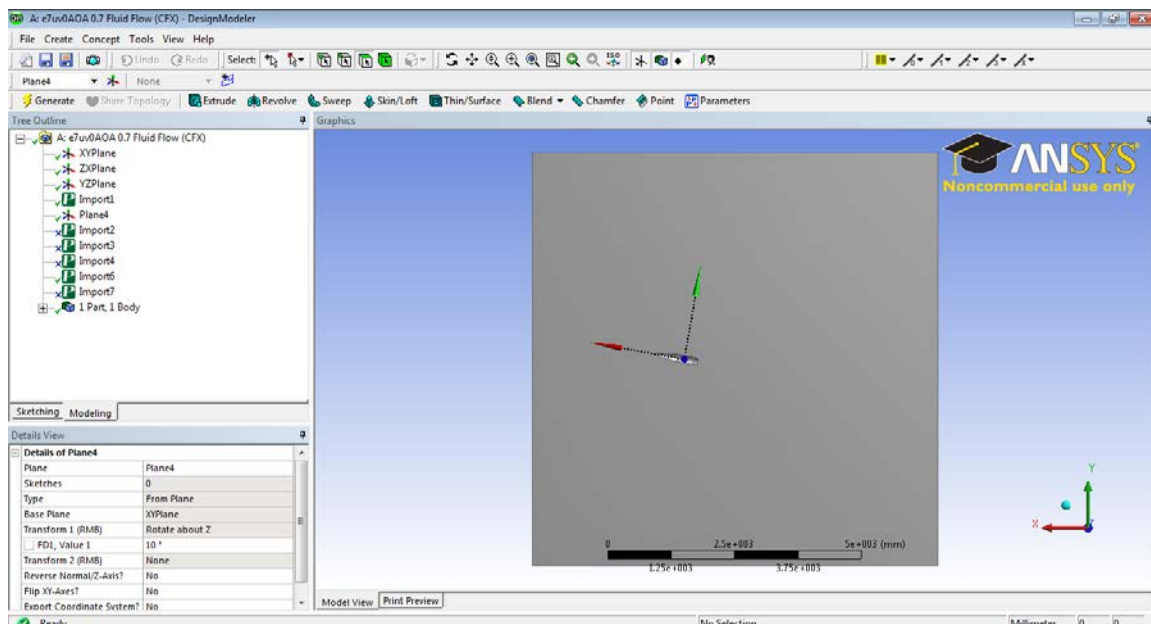 A: e7uv0AOA 0.7 Fluid Flow (CFX) - DesignModeler
File Create Concept Tools View Help
Undo Redo Select:
Plane4 None
Generate Share Topology Extrude Revolve Sweep Skin/Loft Thin/Surface Blend Chamfer Point Parameters
Tree Outline
A: e7uv0AOA 0.7 Fluid Flow (CFX)
XYPlane
ZXPlane
YZPlane
Import1
Plane4
Import2
Import3
Import4
Import6
Import7
1 Part, 1 Body
Sketching Modeling
Details View
Details of Plane4
Plane Plane4
Sketches 0
Type From Plane
Base Plane XYPlane
Transform 1 (RMB) Rotate about Z
FD1, Value 1 10 °
Transform 2 (RMB) None
Reverse Normal/Z-Axis? No
Flip XY-Axes? No
Export Coordinate System? No
Graphics
ANSYS
Noncommercial use only
Y
X
0 2.5e+003 5e+003 (mm)
1.25e+003 3.75e+003
Model View Print Preview
Ready No Selection Millimeter 0 0